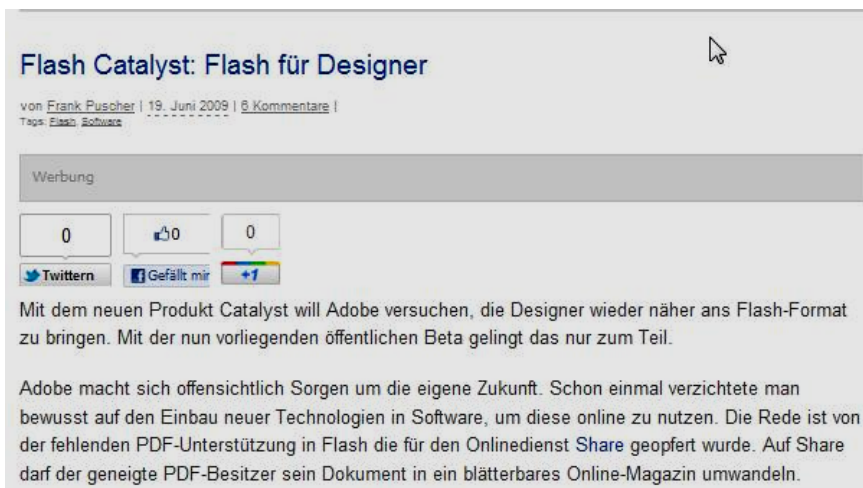 Flash Catalyst: Flash für Designer
von Frank Puscher | 19. Juni 2009 | 6 Kommentare |
Tags: Flash, Software
Werbung
0 0 0
Twittern Gefällt mir +1
Mit dem neuen Produkt Catalyst will Adobe versuchen, die Designer wieder näher ans Flash-Format
zu bringen. Mit der nun vorliegenden öffentlichen Beta gelingt das nur zum Teil.
Adobe macht sich offensichtlich Sorgen um die eigene Zukunft. Schon einmal verzichtete man
bewusst auf den Einbau neuer Technologien in Software, um diese online zu nutzen. Die Rede ist von
der fehlenden PDF-Unterstützung in Flash die für den Onlinedienst Share geopfert wurde. Auf Share
darf der geneigte PDF-Besitzer sein Dokument in ein blätterbares Online-Magazin umwandeln.